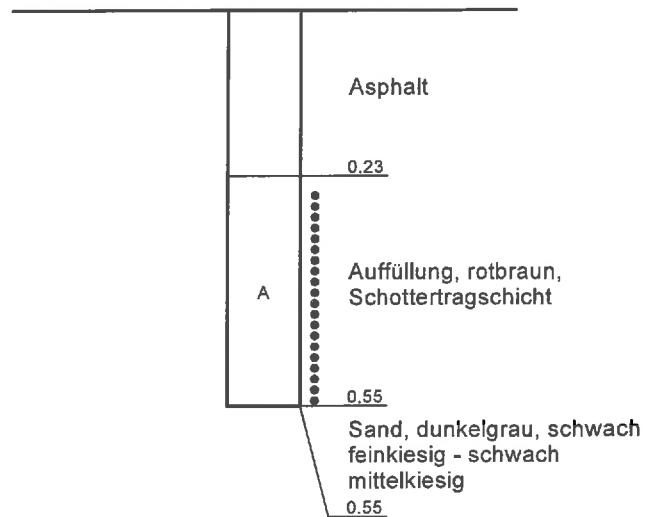 Asphalt
0.23
Auffüllung, rotbraun,
Schottertragschicht
A
0.55
Sand, dunkelgrau, schwach
feinkiesig - schwach
mittelkiesig
0.55